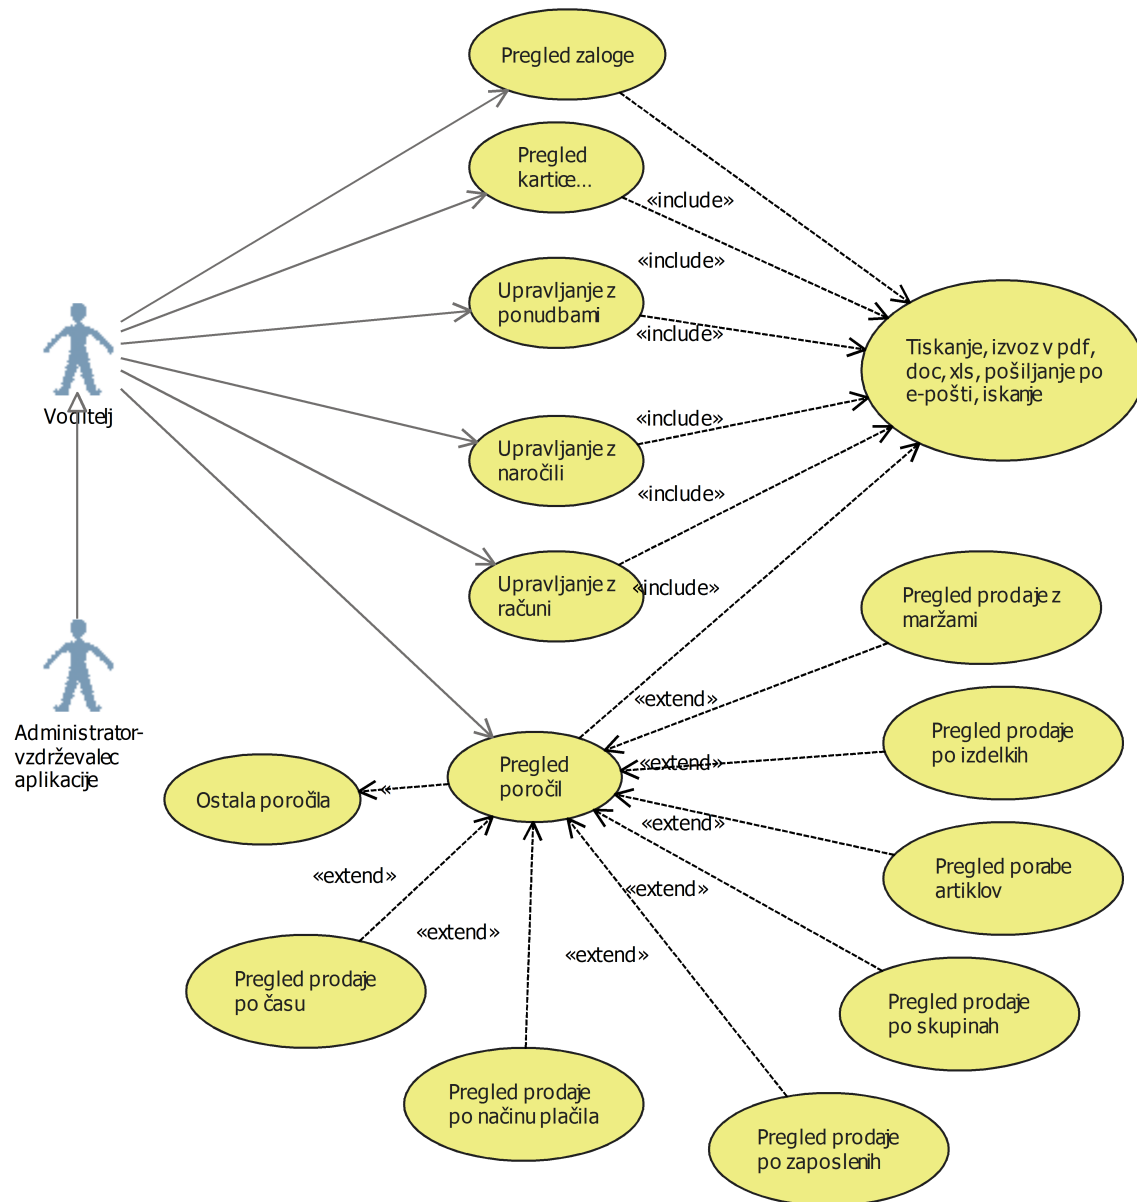 Pregled zaloge
Pregled
kartice...
«include»
«include»
Upravljanje z
ponudbami
«include»
Tiskanje, izvoz v pdf,
doc, xls, pošiljanje po
e-pošti, iskanje
Voditelj
«include»
Upravljanje z
naročili
«include»
Upravljanje z
računi
«include»
Pregled prodaje z
maržami
«extend»
Administrator-
vzdrževalec
aplikacije
Pregled prodaje
po izdelkih
«extend»
Pregled
poročil
Ostala poročila
«
«extend»
Pregled porabe
artiklov
«extend»
«extend»
«extend»
«extend»
Pregled prodaje
po času
Pregled prodaje
po skupinah
Pregled prodaje
po načinu plačila
Pregled prodaje
po zaposlenih